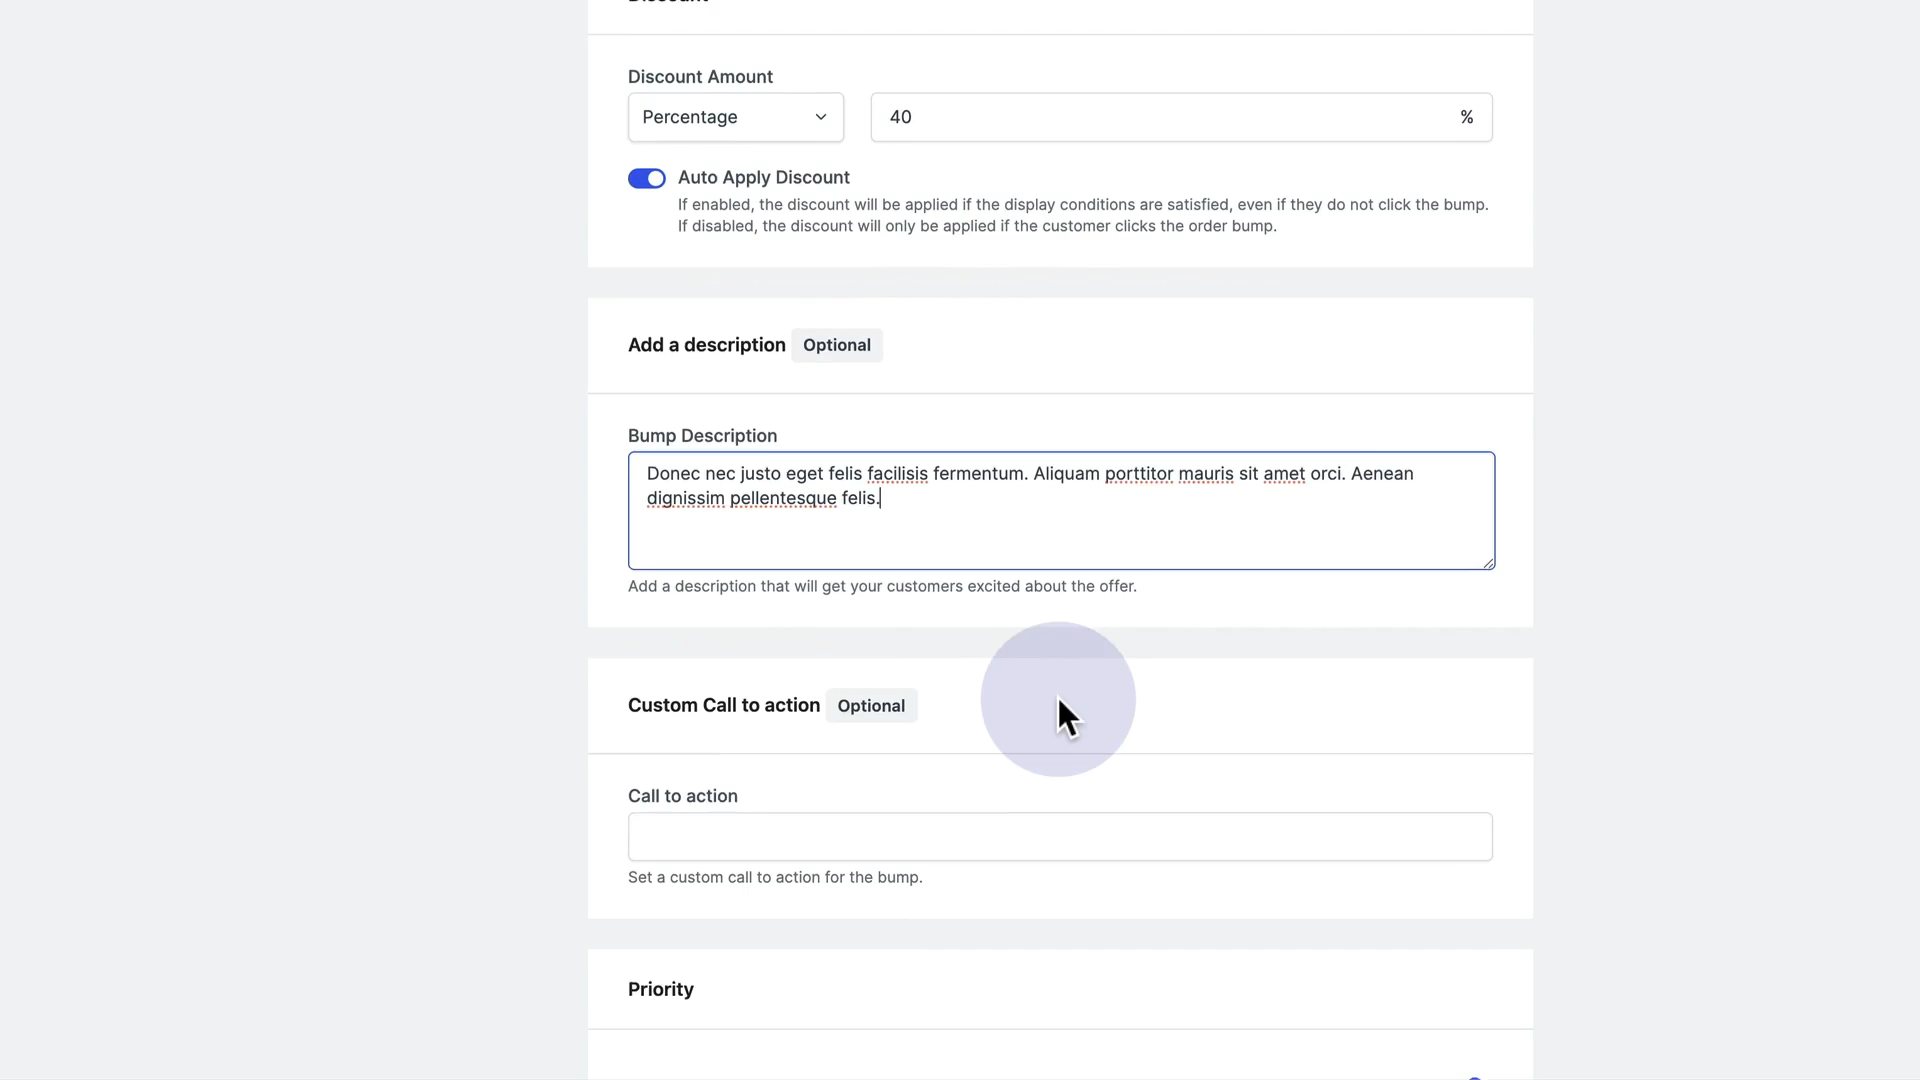 Discount
Discount Amount
Percentage
40
%
Auto Apply Discount
If enabled, the discount will be applied if the display conditions are satisfied, even if they do not click the bump.
If disabled, the discount will only be applied if the customer clicks the order bump.
Add a description
Optional
Bump Description
Donec nec justo eget felis facilisis fermentum. Aliquam porttitor mauris sit amet orci. Aenean
dignissim pellentesque felis.
Add a description that will get your customers excited about the offer.
Custom Call to action
Optional
Call to action
Set a custom call to action for the bump.
Priority